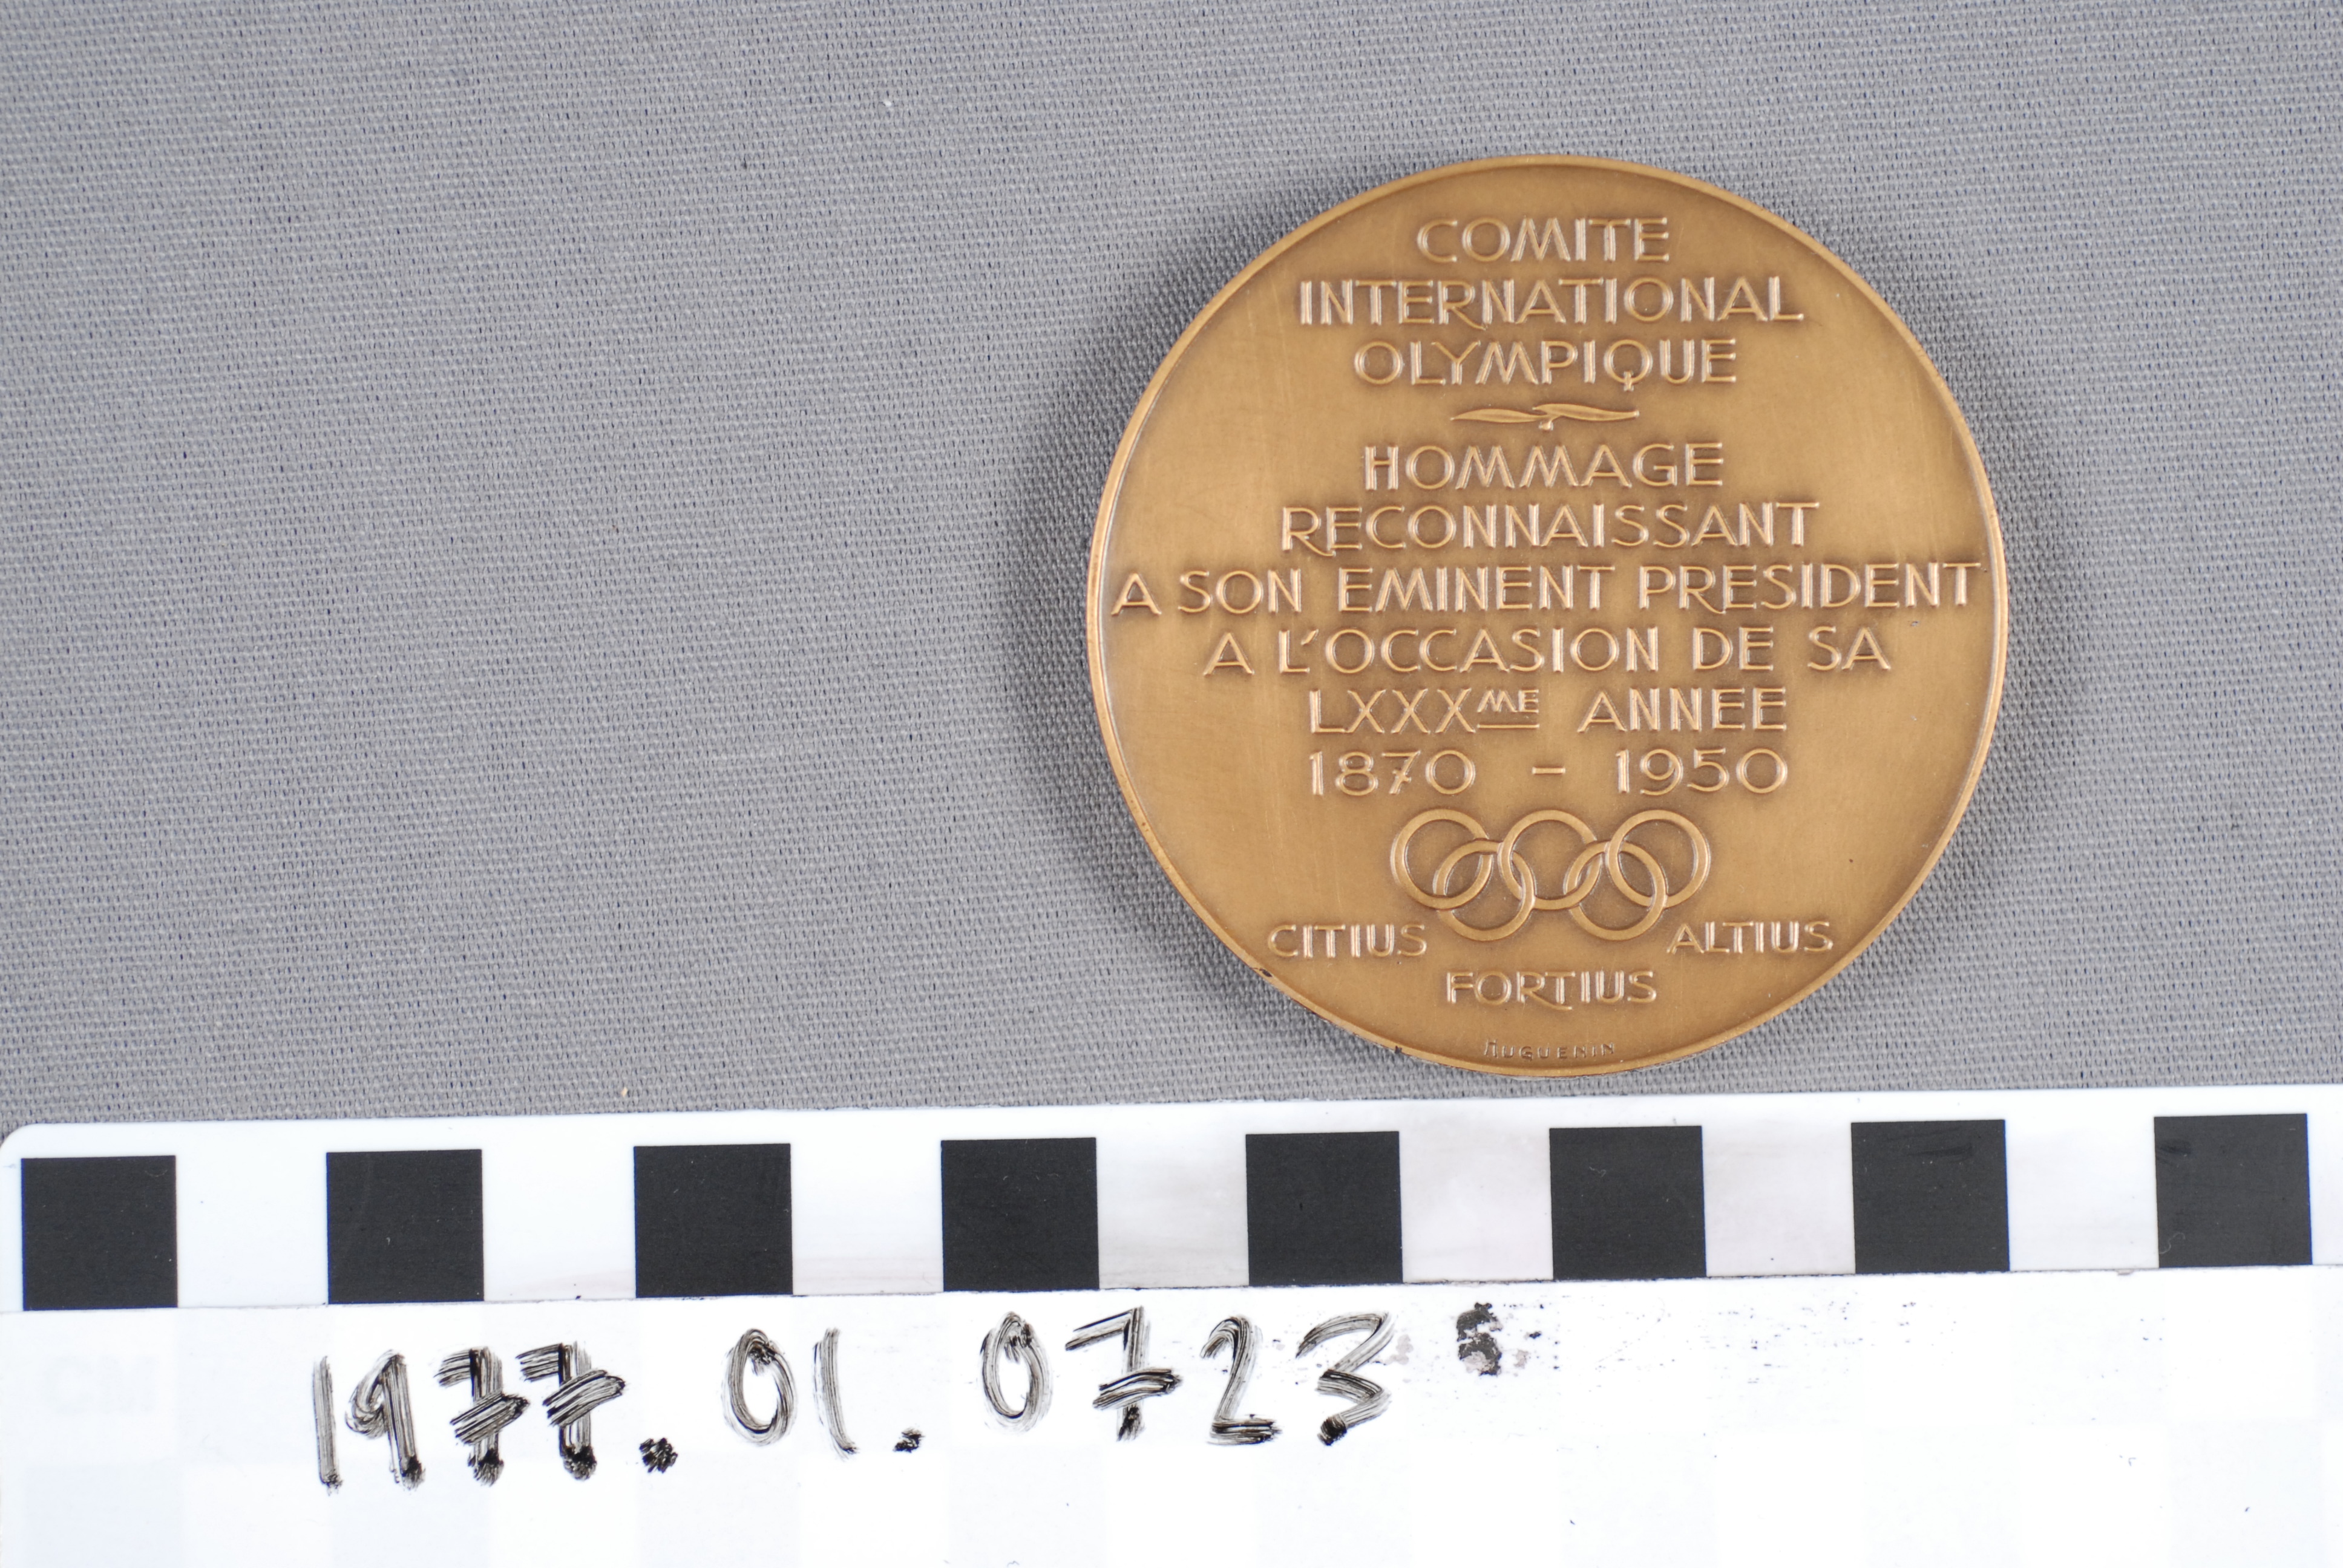 COMITE
INTERNATIONAL
OLYMPIQUE
HOMMAGE
RECONNAISSANT
A SON EMINENT PRESIDENT
A L'OCCASION DE SA
LXXXME ANNEE
1870 - 1950
CITIUS ALTIUS
FORTIUS
HUGUENIN
1977.01.0723